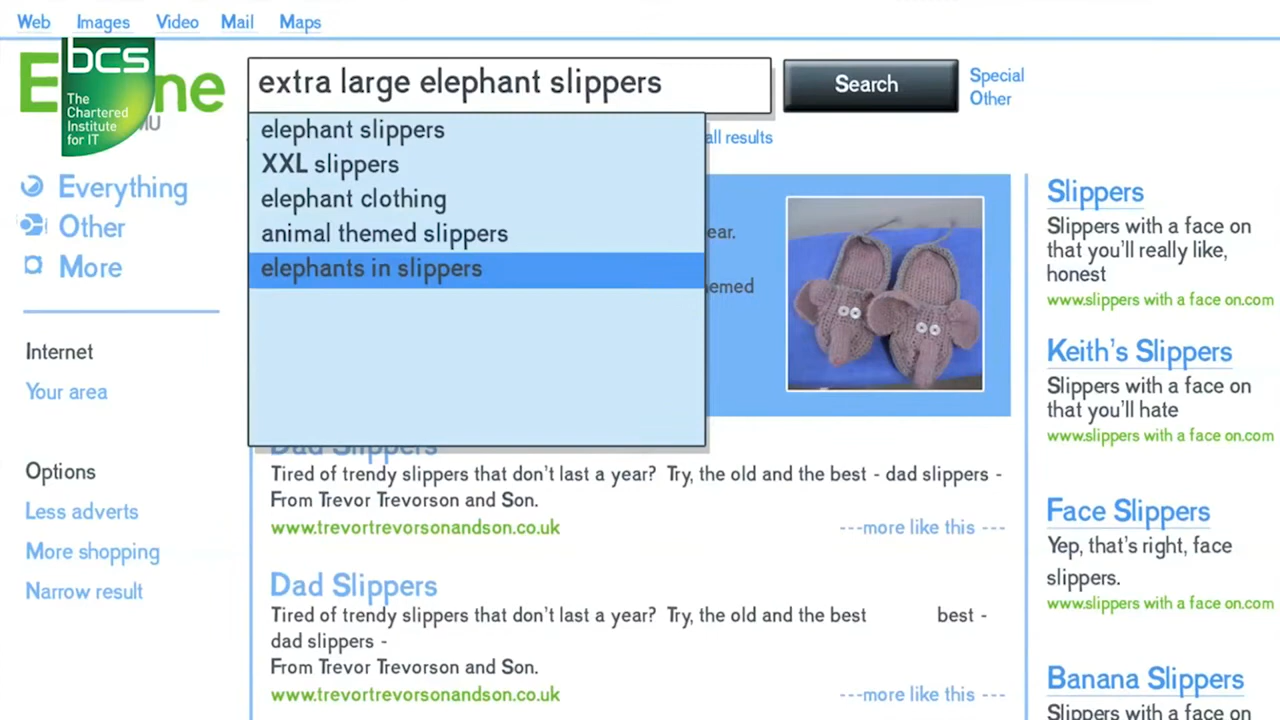 Web Images Video Mail Maps
bcs
The
Chartered
Institute
for IT
extra large elephant slippers
Search
Special
Other
elephant slippers
XXL slippers
elephant clothing
animal themed slippers
elephants in slippers
all results
ear.
hemed
Everything
Other
More
Internet
Your area
Options
Less adverts
More shopping
Narrow result
Dad Slippers
Tired of trendy slippers that don't last a year? Try, the old and the best - dad slippers -
From Trevor Trevorson and Son.
www.trevortrevorsonandson.co.uk
---more like this ---
Dad Slippers
Tired of trendy slippers that don't last a year? Try, the old and the best best -
dad slippers -
From Trevor Trevorson and Son.
www.trevortrevorsonandson.co.uk
---more like this ---
Slippers
Slippers with a face on
that you'll really like,
honest
www.slippers with a face on.com
Keith's Slippers
Slippers with a face on
that you'll hate
www.slippers with a face on.com
Face Slippers
Yep, that's right, face
slippers.
www.slippers with a face on.com
Banana Slippers
Slippers with a face on